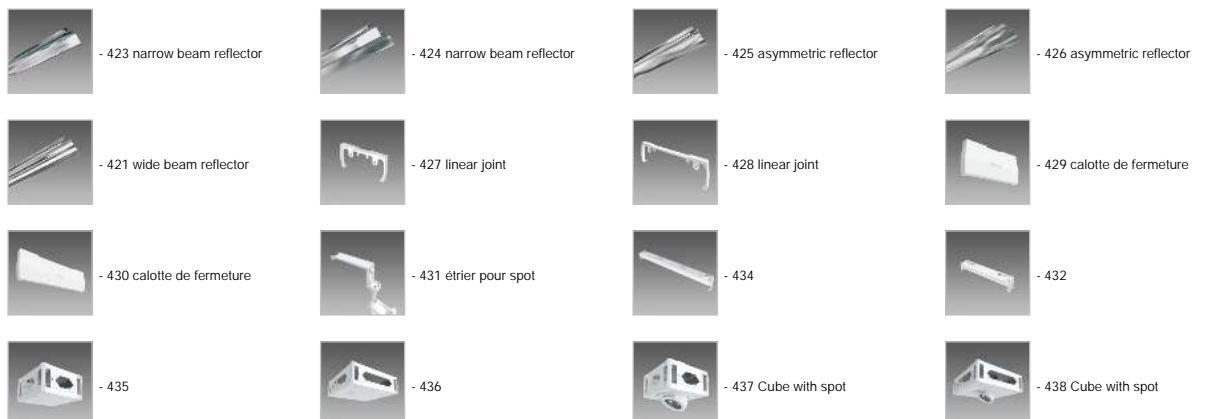 - 423 narrow beam reflector
- 424 narrow beam reflector
- 425 asymmetric reflector
- 426 asymmetric reflector
- 421 wide beam reflector
- 427 linear joint
- 428 linear joint
- 429 calotte de fermeture
- 430 calotte de fermeture
- 431 étrier pour spot
- 434
- 432
- 435
- 436
- 437 Cube with spot
- 438 Cube with spot